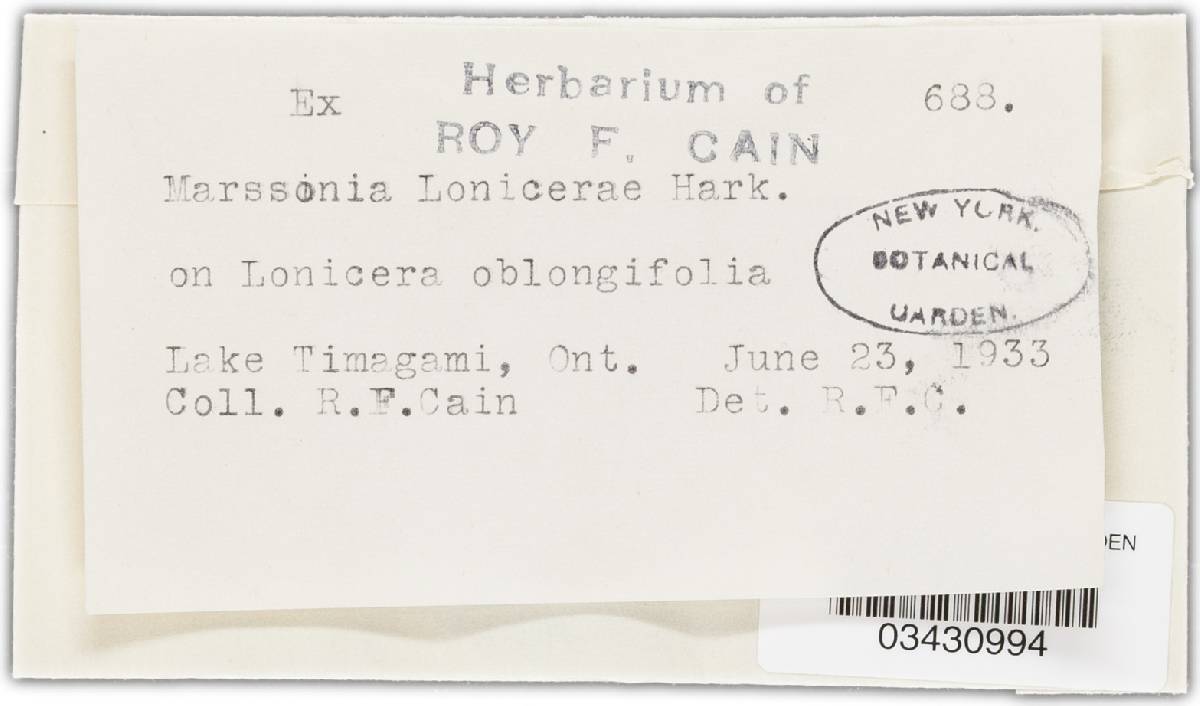 Ex Herbarium of 688.
ROY F. CAIN
Marssonia Lonicerae Hark.
NEW YORK.
BOTANICAL
GARDEN.
on Lonicera oblongifolia
Lake Timagami, Ont. June 23, 1933
Coll. R.F.Cain Det. R.F.C.
DEN
03430994